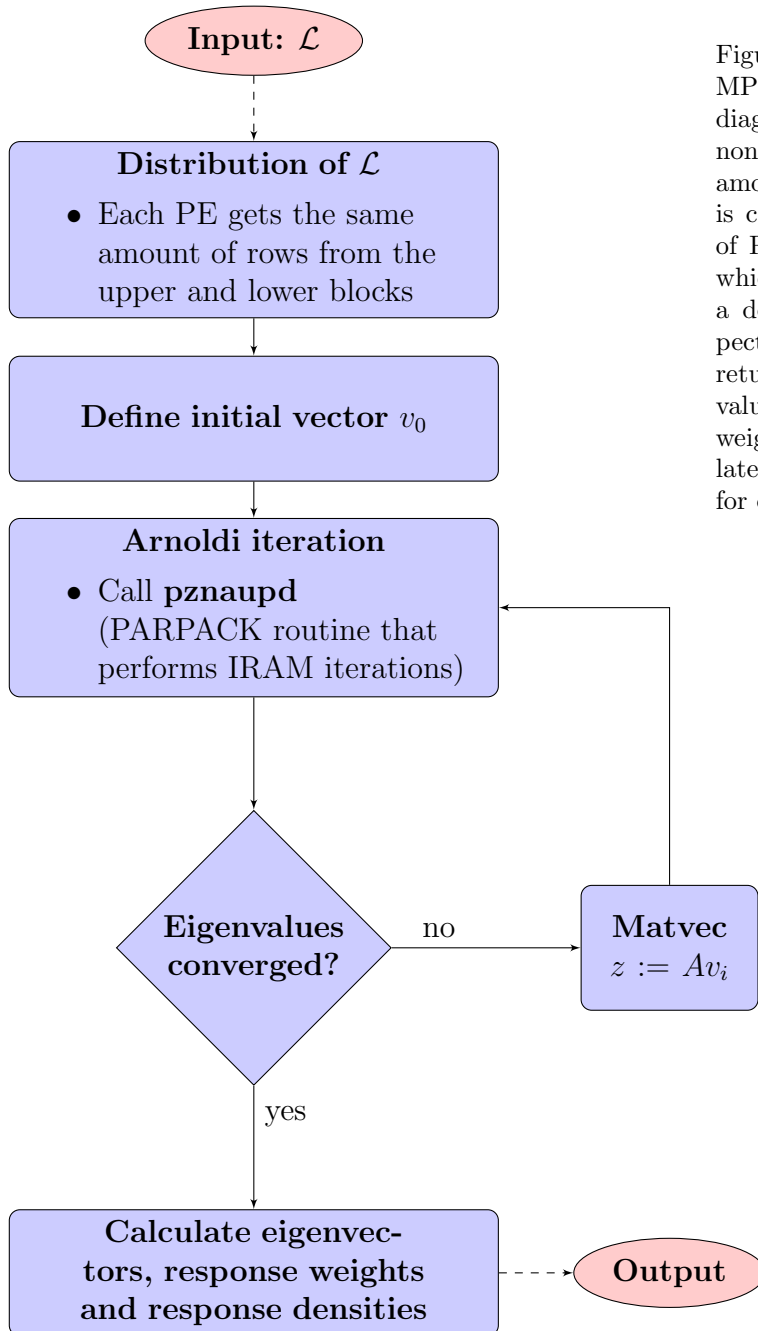 Input: ℒ
Distribution of ℒ
• Each PE gets the same
amount of rows from the
upper and lower blocks
Define initial vector v₀
Arnoldi iteration
• Call pznaupd
(PARPACK routine that
performs IRAM iterations)
Eigenvalues
converged?
no
Matvec
z := Avᵢ
yes
Calculate eigenvec-
tors, response weights
and response densities
Output
Figu
MP
diag
non
amo
is c
of
whic
a d
pect
retu
valu
weig
late
for